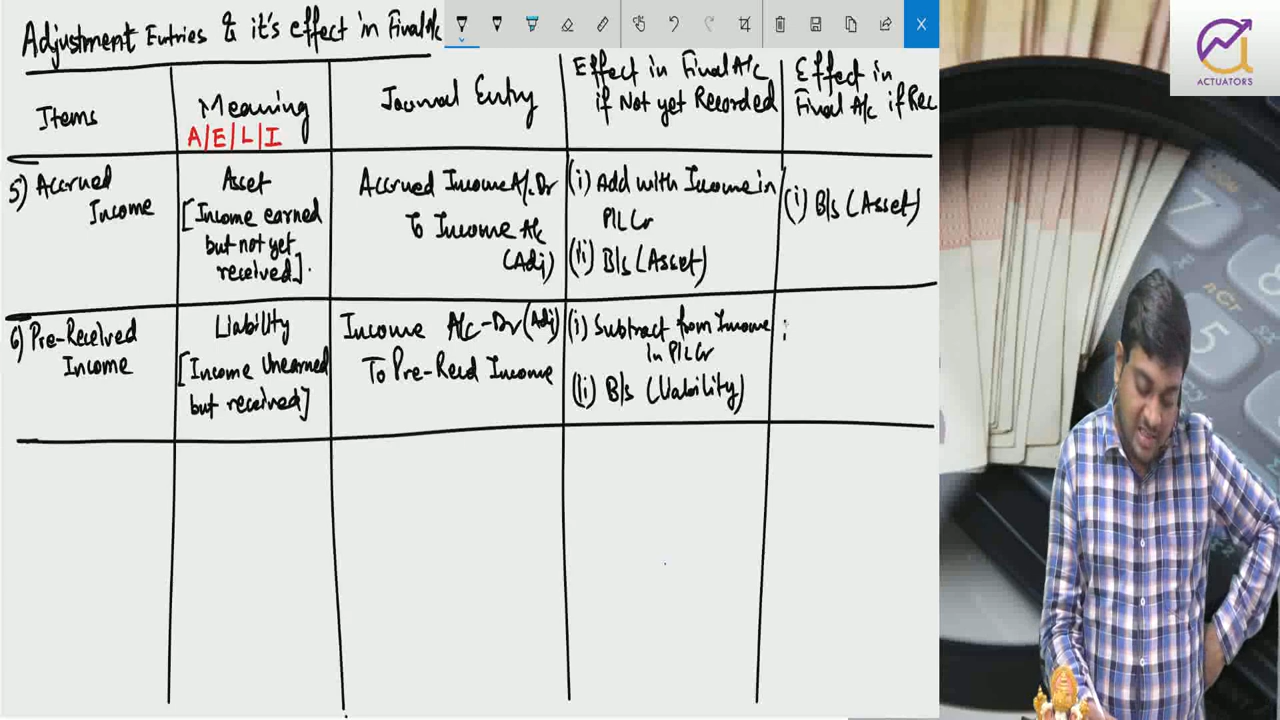 Adjustment Entries & it's effect in Final A/c
Items
Meaning
A/E/L/I
Journal Entry
Effect in Final A/c
if Not yet Recorded
Effect in
Final A/c if Rec
5) Accrued
Income
Asset
[Income earned
but not yet
received].
Accrued Income A/c Dr
To Income A/c
(Adj)
(i) Add with Income in
P/L Cr
(ii) B/s (Asset)
(i) B/s (Asset)
6) Pre-Received
Income
Liability
[Income Unearned
but received]
Income A/c - Dr (Adj)
To Pre-Recd Income
(i) Subtract from Income
in P/L Cr
(ii) B/s (Liability)
ACTUATORS
7
nCr
5